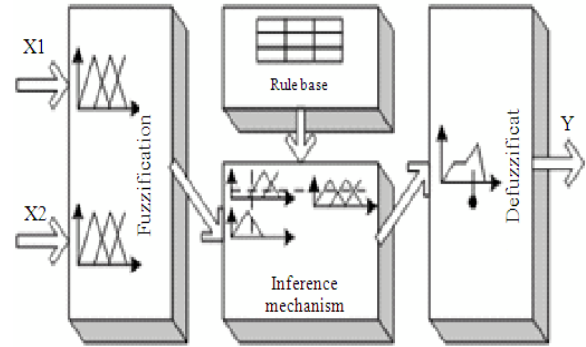 X1
X2
Fuzzification
Rule base
Inference
mechanism
Defuzzificat
Y